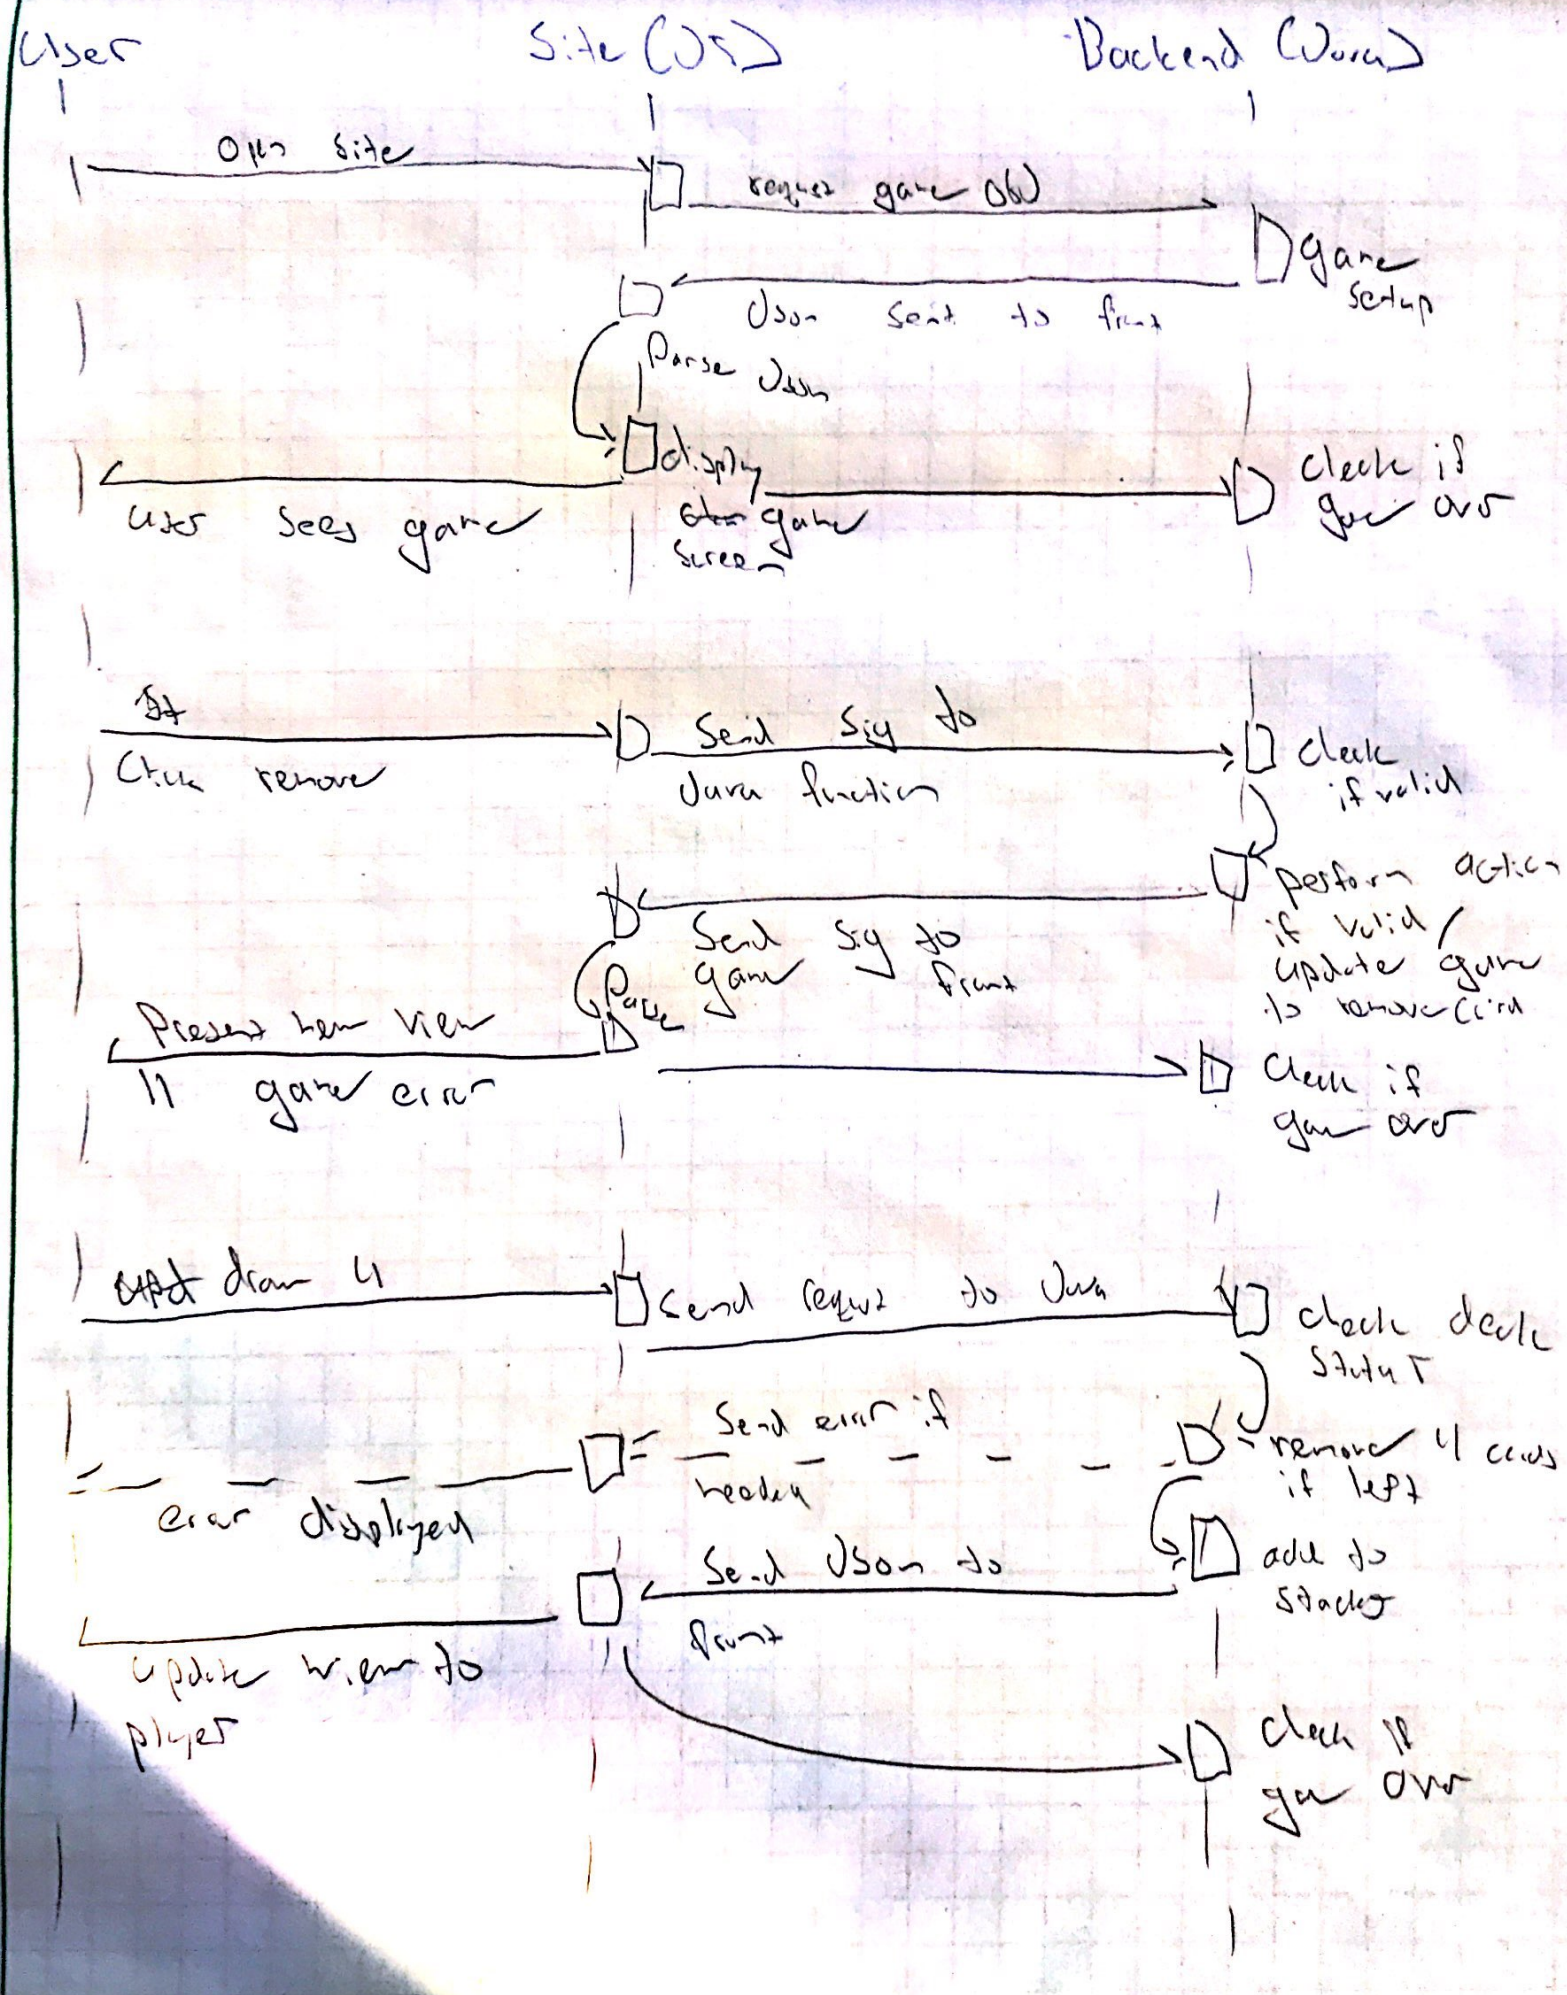 User Site (JS) Backend (Java)
Open Site
request game obj
game
setup
Json sent to front
Parse Json
display
game
screen
User sees game
check if
game over
Click remove
Send sig to
Java function
check
if valid
perform action
if valid /
update game
to remove card
Send sig to
game front
Parse
Present new view
|| game error
Check if
game over
draw 4
Send request to Java
check deck
status
Send error if
needed
remove 4 cards
if left
error displayed
add to
stacks
Send Json to
front
update view to
player
check if
game over